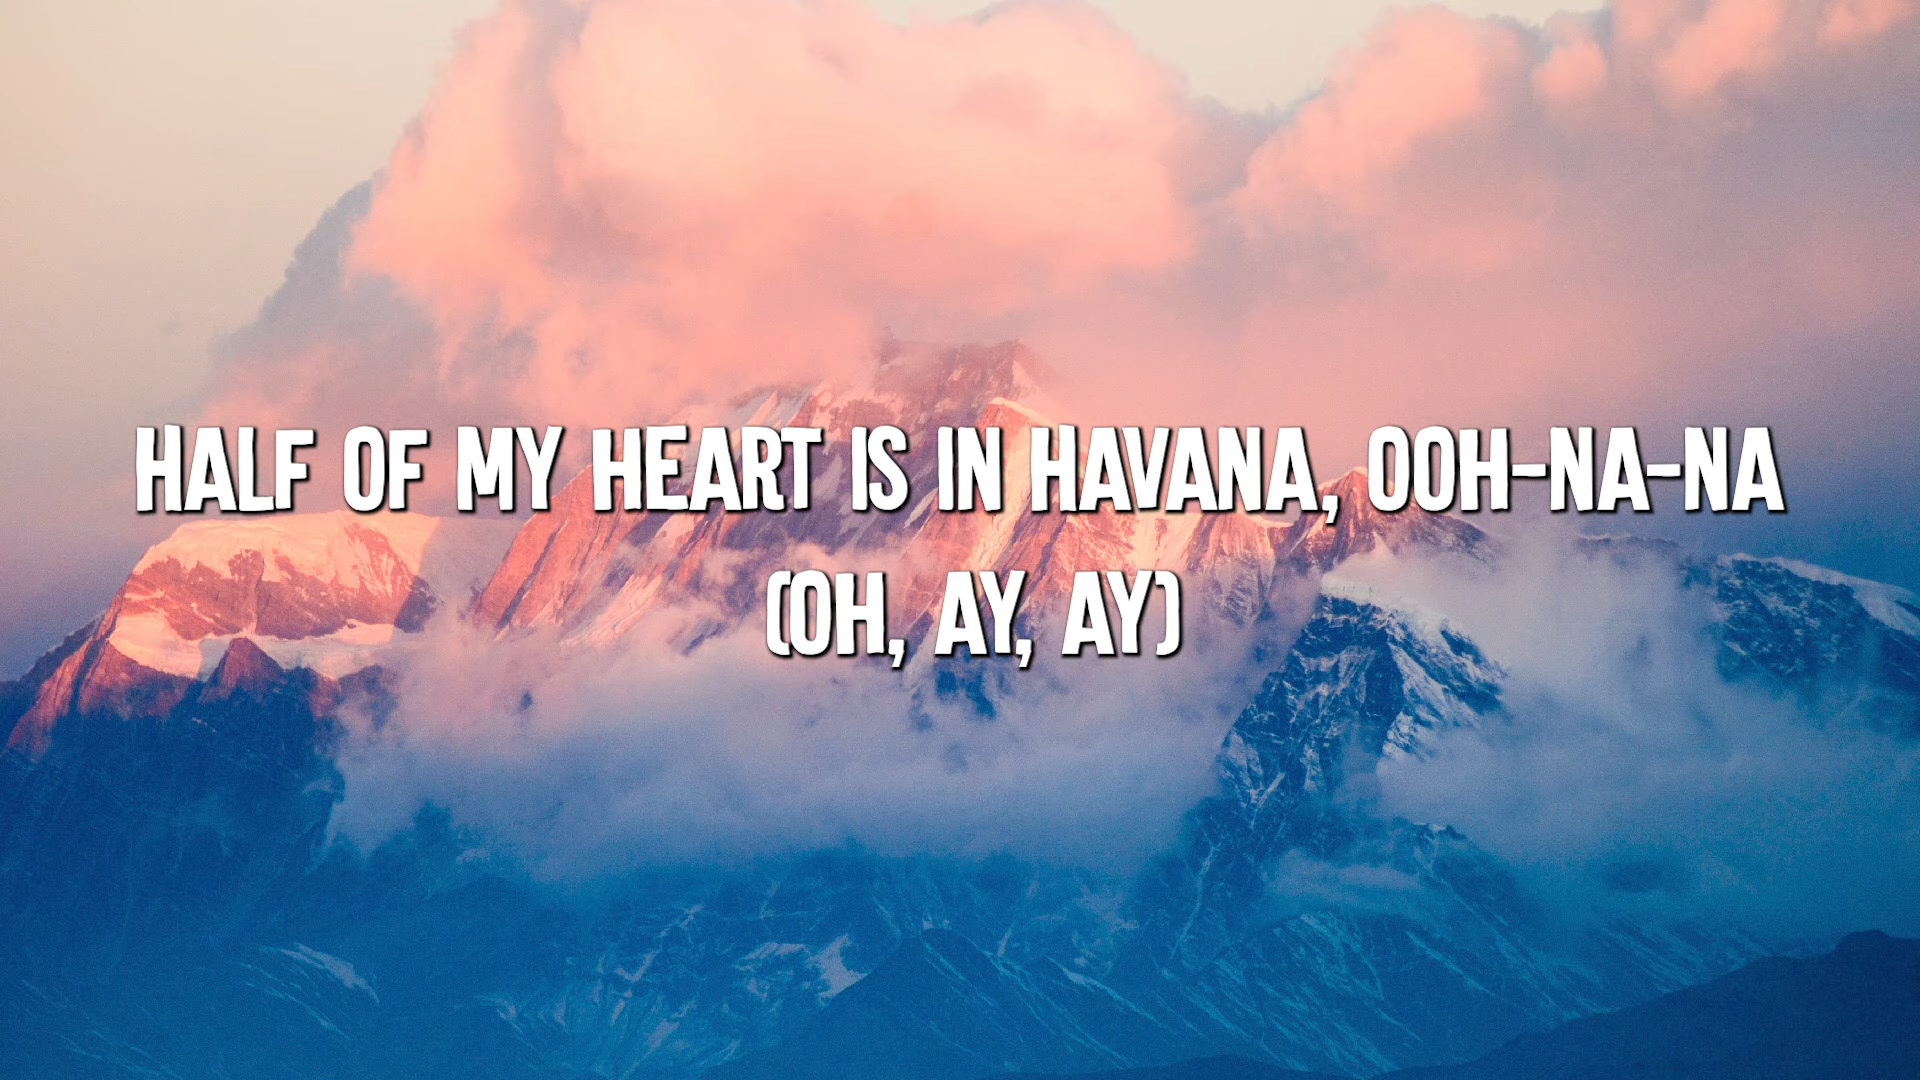 HALF OF MY HEART IS IN HAVANA, OOH-NA-NA
(OH, AY, AY)